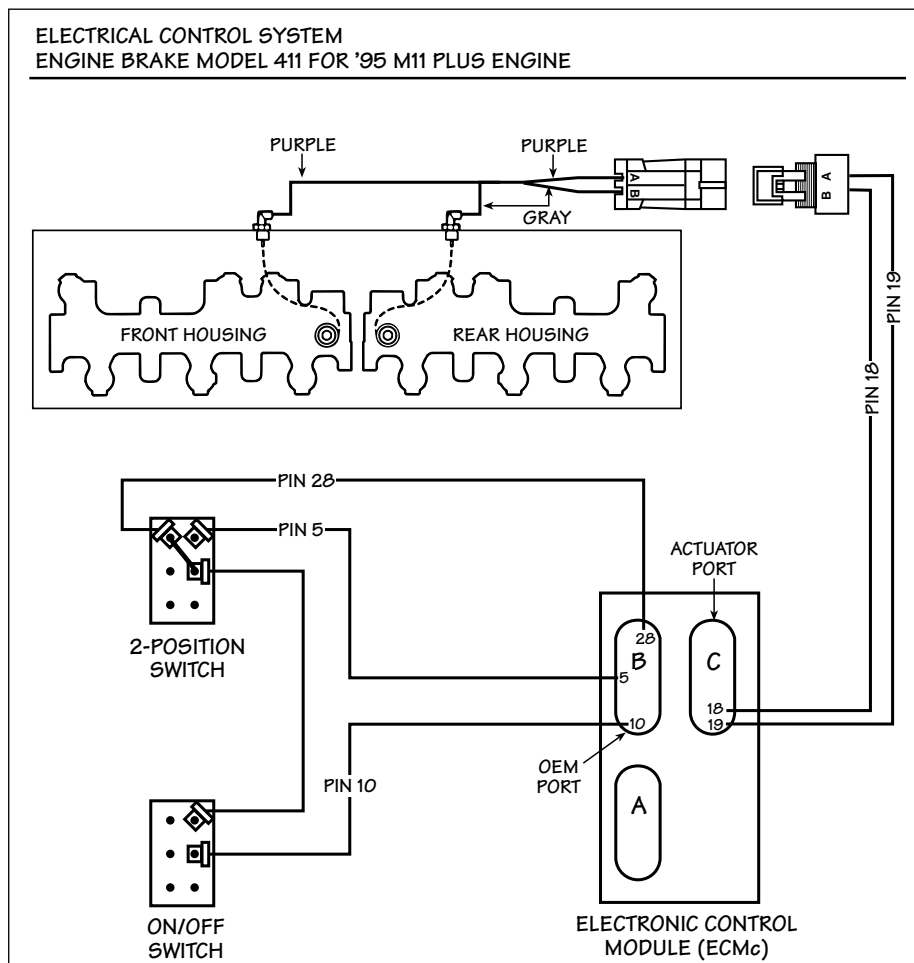 ELECTRICAL CONTROL SYSTEM
ENGINE BRAKE MODEL 411 FOR '95 M11 PLUS ENGINE
PURPLE
PURPLE
A
B
A
B
GRAY
FRONT HOUSING
REAR HOUSING
PIN 19
PIN 18
PIN 28
PIN 5
2-POSITION
SWITCH
ACTUATOR
PORT
28
B
C
5
18
10
19
OEM
PORT
PIN 10
A
ON/OFF
SWITCH
ELECTRONIC CONTROL
MODULE (ECMc)